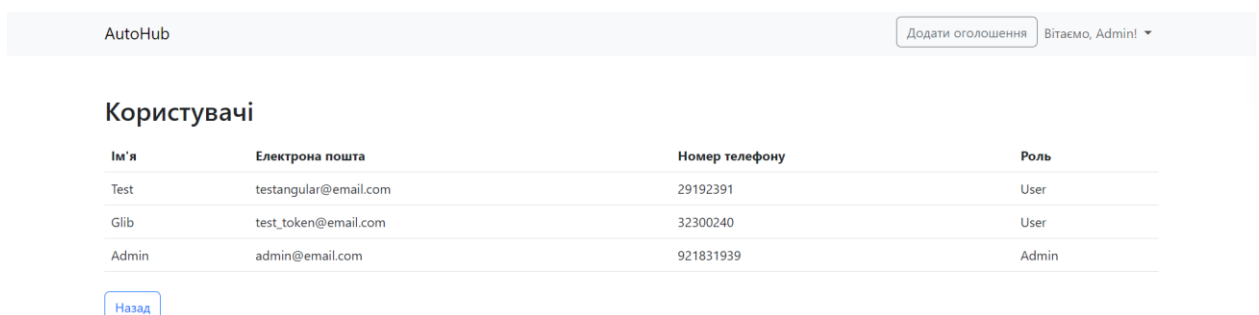 AutoHub Додати оголошення Вітаємо, Admin!
Користувачі
Ім'я Електрона пошта Номер телефону Роль
Test testangular@email.com 29192391 User
Glib test_token@email.com 32300240 User
Admin admin@email.com 921831939 Admin
Назад